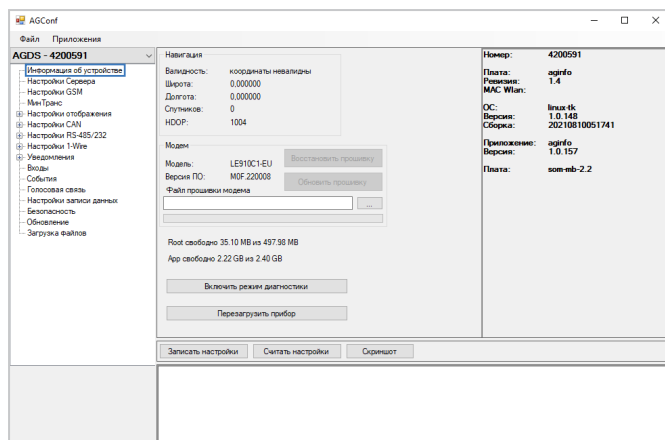 AGConf
Файл Приложения
AGDS - 4200591
Информация об устройстве
Настройки Сервера
Настройки GSM
МинТранс
Настройки отображения
Настройки CAN
Настройки RS-485/232
Настройки 1-Wire
Уведомления
Входы
События
Голосовая связь
Настройки записи данных
Безопасность
Обновление
Загрузка файлов
Навигация
Валидность: координаты невалидны
Широта: 0,000000
Долгота: 0,000000
Спутников: 0
HDOP: 1004
Модем
Восстановить прошивку
Модель: LE910C1-EU
Версия ПО: M0F.220008
Обновить прошивку
Файл прошивки модема
...
Root свободно 35.10 MB из 497.98 MB
App свободно 2.22 GB из 2.40 GB
Включить режим диагностики
Перезагрузить прибор
Записать настройки Считать настройки Скриншот
Номер: 4200591
Плата: aginfo
Ревизия: 1.4
MAC Wlan:
ОС: linux-tk
Версия: 1.0.148
Сборка: 20210810051741
Приложение: aginfo
Версия: 1.0.157
Плата: som-mb-2.2